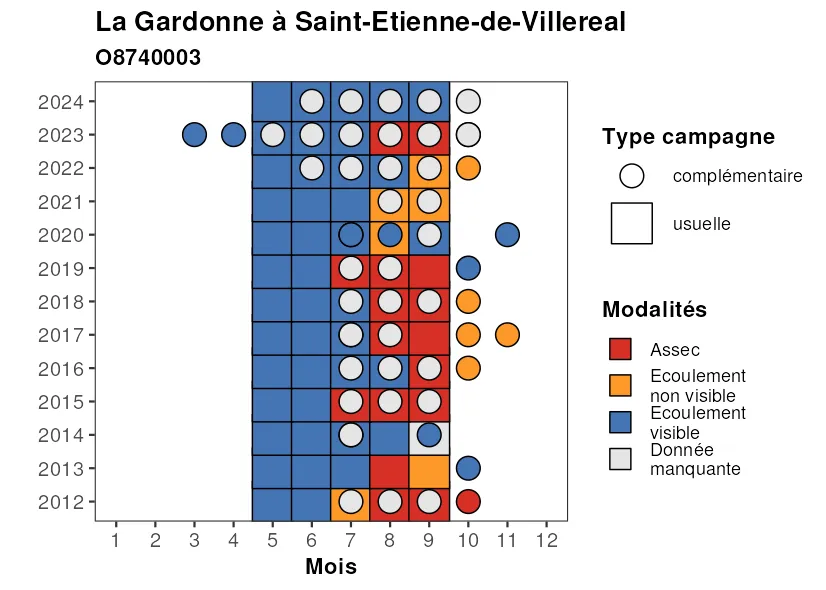 La Gardonne à Saint-Etienne-de-Villereal
O8740003
2024
2023
2022
2021
2020
2019
2018
2017
2016
2015
2014
2013
2012
1 2 3 4 5 6 7 8 9 10 11 12
Mois
Type campagne
complémentaire
usuelle
Modalités
Assec
Ecoulement
non visible
Ecoulement
visible
Donnée
manquante